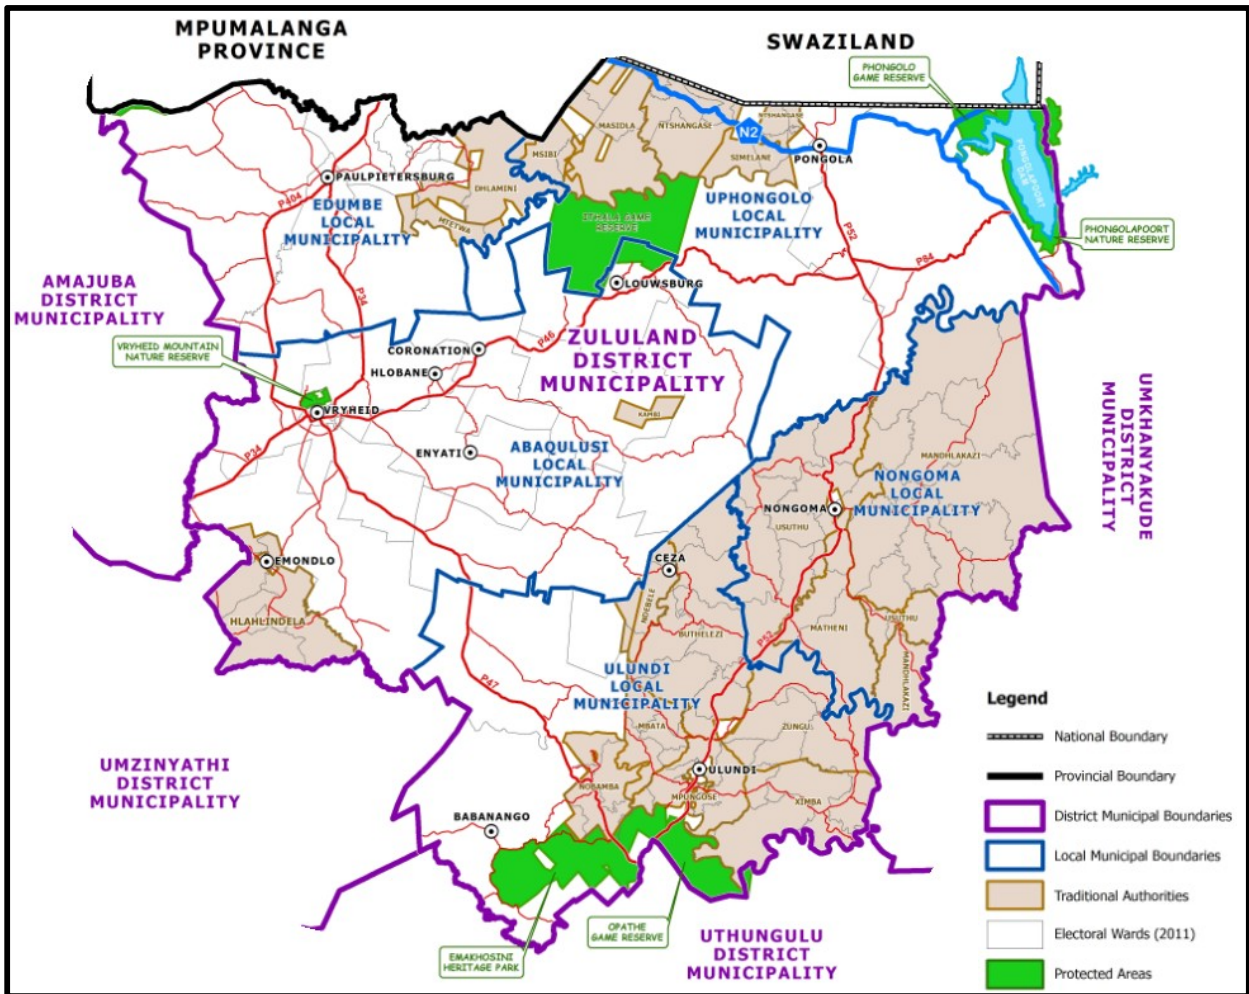 MPUMALANGA
PROVINCE
SWAZILAND
PHONGOLO
GAME RESERVE
N2
NTSHANGASE
MASIDLA
NTSHANGASE
MSIBI
SIMELANE
PONGOLA
PONGOLAPOORT
DAM
PAULPIETERSBURG
P404
DHLAMINI
EDUMBE
LOCAL
MUNICIPALITY
MTETWA
ITHALA GAME
RESERVE
UPHONGOLO
LOCAL
MUNICIPALITY
P52
PHONGOLAPOORT
NATURE RESERVE
P84
AMAJUBA
DISTRICT
MUNICIPALITY
P34
LOUWSBURG
VRYHEID MOUNTAIN
NATURE RESERVE
CORONATION
P46
HLOBANE
ZULULAND
DISTRICT
MUNICIPALITY
VRYHEID
KAMBI
UMKHANYAKUDE
DISTRICT
MUNICIPALITY
P34
ENYATI
ABAQULUSI
LOCAL
MUNICIPALITY
MANDHLAKAZI
NONGOMA
LOCAL
MUNICIPALITY
NONGOMA
USUTHU
EMONDLO
CEZA
NDEBELE
HLAHLINDELA
BUTHELEZI
MATHENI
USUTHU
P52
MANDHLAKAZI
ULUNDI
LOCAL
MUNICIPALITY
P47
MBATA
ZUNGU
UMZINYATHI
DISTRICT
MUNICIPALITY
ULUNDI
NOBAMBA
MPUNGOSE
XIMBA
BABANANGO
OPATHE
GAME RESERVE
EMAKHOSINI
HERITAGE PARK
UTHUNGULU
DISTRICT
MUNICIPALITY
Legend
National Boundary
Provincial Boundary
District Municipal Boundaries
Local Municipal Boundaries
Traditional Authorities
Electoral Wards (2011)
Protected Areas